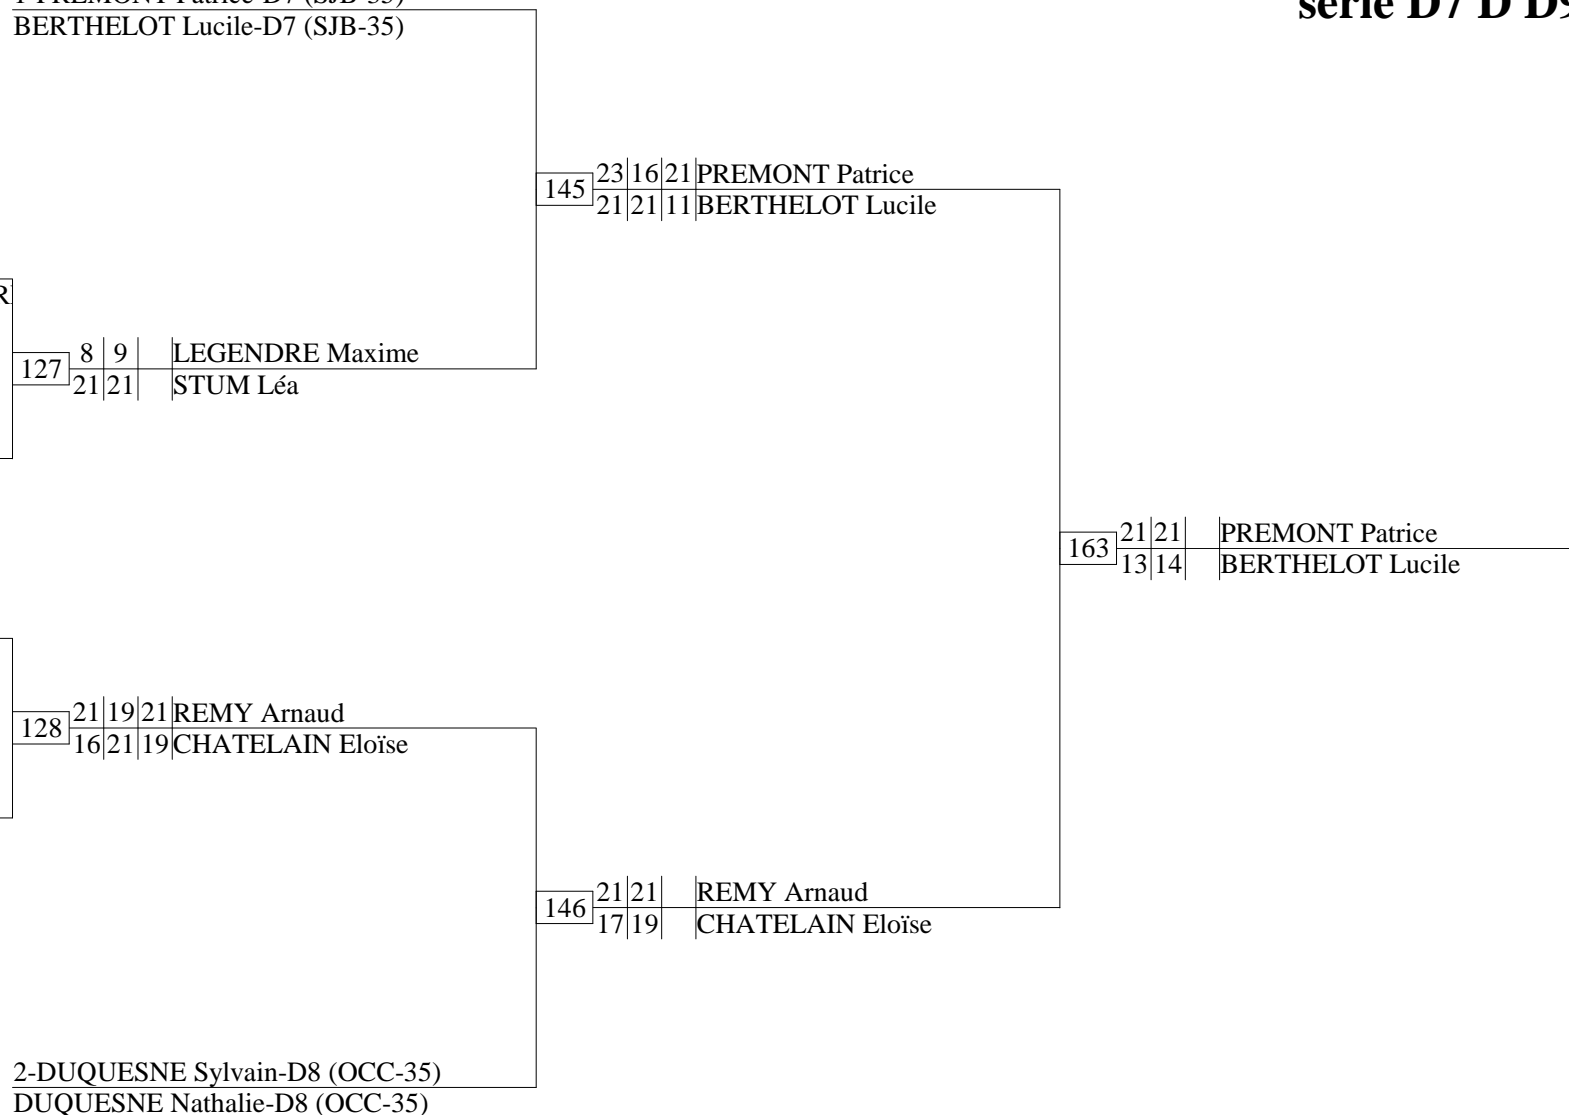 1-PREMONT Patrice-D7 (SJB-35)
BERTHELOT Lucile-D7 (SJB-35)
série D7 D D9
145 23 16 21 PREMONT Patrice
21 21 11 BERTHELOT Lucile
R
127 8 9 LEGENDRE Maxime
21 21 STUM Léa
163 21 21 PREMONT Patrice
13 14 BERTHELOT Lucile
128 21 19 21 REMY Arnaud
16 21 19 CHATELAIN Eloïse
146 21 21 REMY Arnaud
17 19 CHATELAIN Eloïse
2-DUQUESNE Sylvain-D8 (OCC-35)
DUQUESNE Nathalie-D8 (OCC-35)